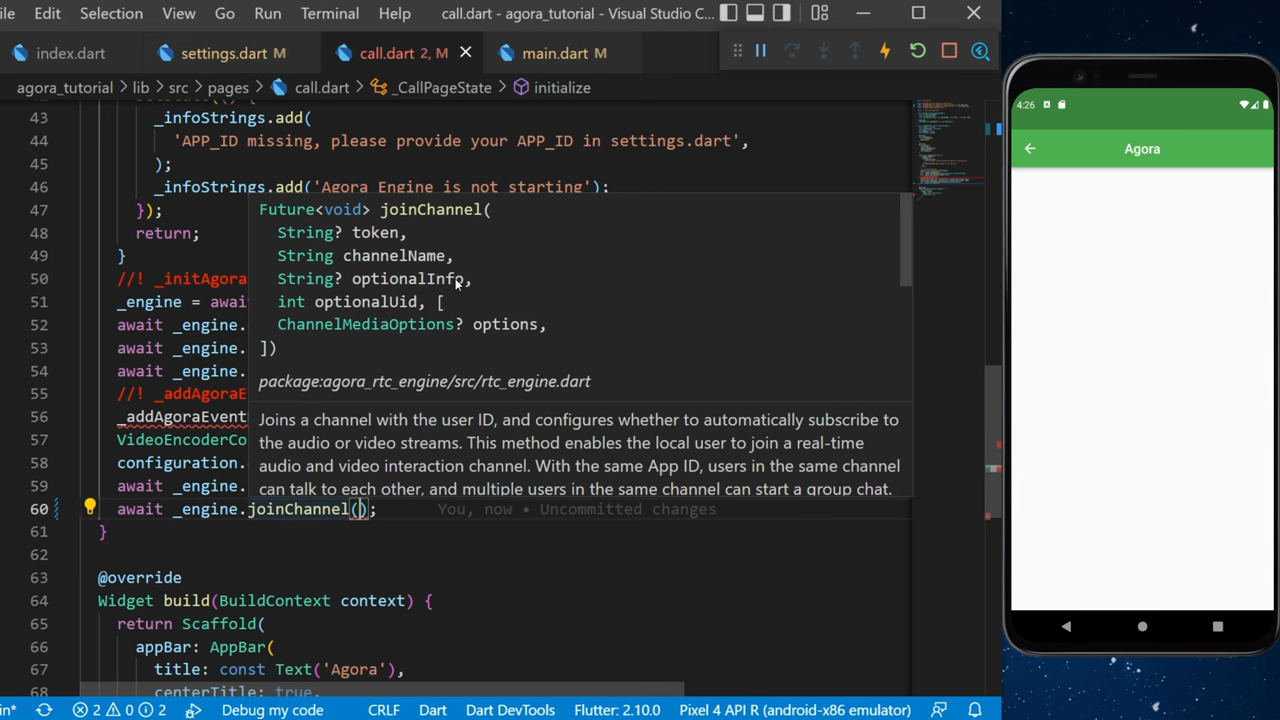 le Edit Selection View Go Run Terminal Help call.dart - agora_tutorial - Visual Studio C...
index.dart settings.dart M call.dart 2, M main.dart M
agora_tutorial > lib > src > pages > call.dart > _CallPageState > initialize
43 _infoStrings.add(
44 'APP_ID missing, please provide your APP_ID in settings.dart',
45 );
46 _infoStrings.add('Agora Engine is not starting');
47 });
48 return;
49 }
50 //! _initAgora
51 _engine = awai
52 await _engine.
53 await _engine.
54 await _engine.
55 //! _addAgoraE
56 _addAgoraEvent
57 VideoEncoderCo
58 configuration.
59 await _engine.
60 await _engine.joinChannel(); You, now • Uncommitted changes
61 }
62
63 @override
64 Widget build(BuildContext context) {
65 return Scaffold(
66 appBar: AppBar(
67 title: const Text('Agora'),
68 centerTitle: true,
Future<void> joinChannel(
String? token,
String channelName,
String? optionalInfo,
int optionalUid, [
ChannelMediaOptions? options,
])
package:agora_rtc_engine/src/rtc_engine.dart
Joins a channel with the user ID, and configures whether to automatically subscribe to
the audio or video streams. This method enables the local user to join a real-time
audio and video interaction channel. With the same App ID, users in the same channel
can talk to each other, and multiple users in the same channel can start a group chat.
in* 2 0 2 Debug my code CRLF Dart Dart DevTools Flutter: 2.10.0 Pixel 4 API R (android-x86 emulator)
4:26
Agora